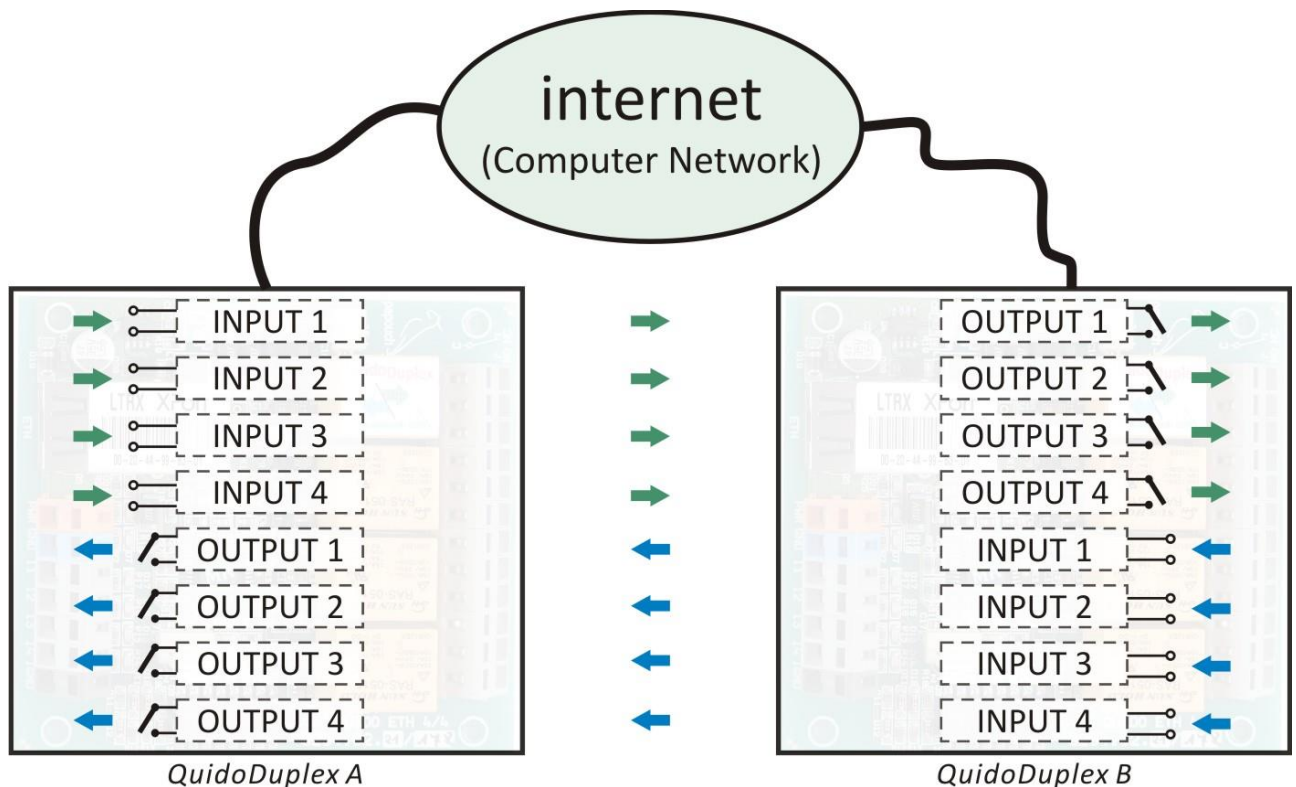 internet
(Computer Network)
INPUT 1
INPUT 2
INPUT 3
INPUT 4
OUTPUT 1
OUTPUT 2
OUTPUT 3
OUTPUT 4
QuidoDuplex A
OUTPUT 1
OUTPUT 2
OUTPUT 3
OUTPUT 4
INPUT 1
INPUT 2
INPUT 3
INPUT 4
QuidoDuplex B